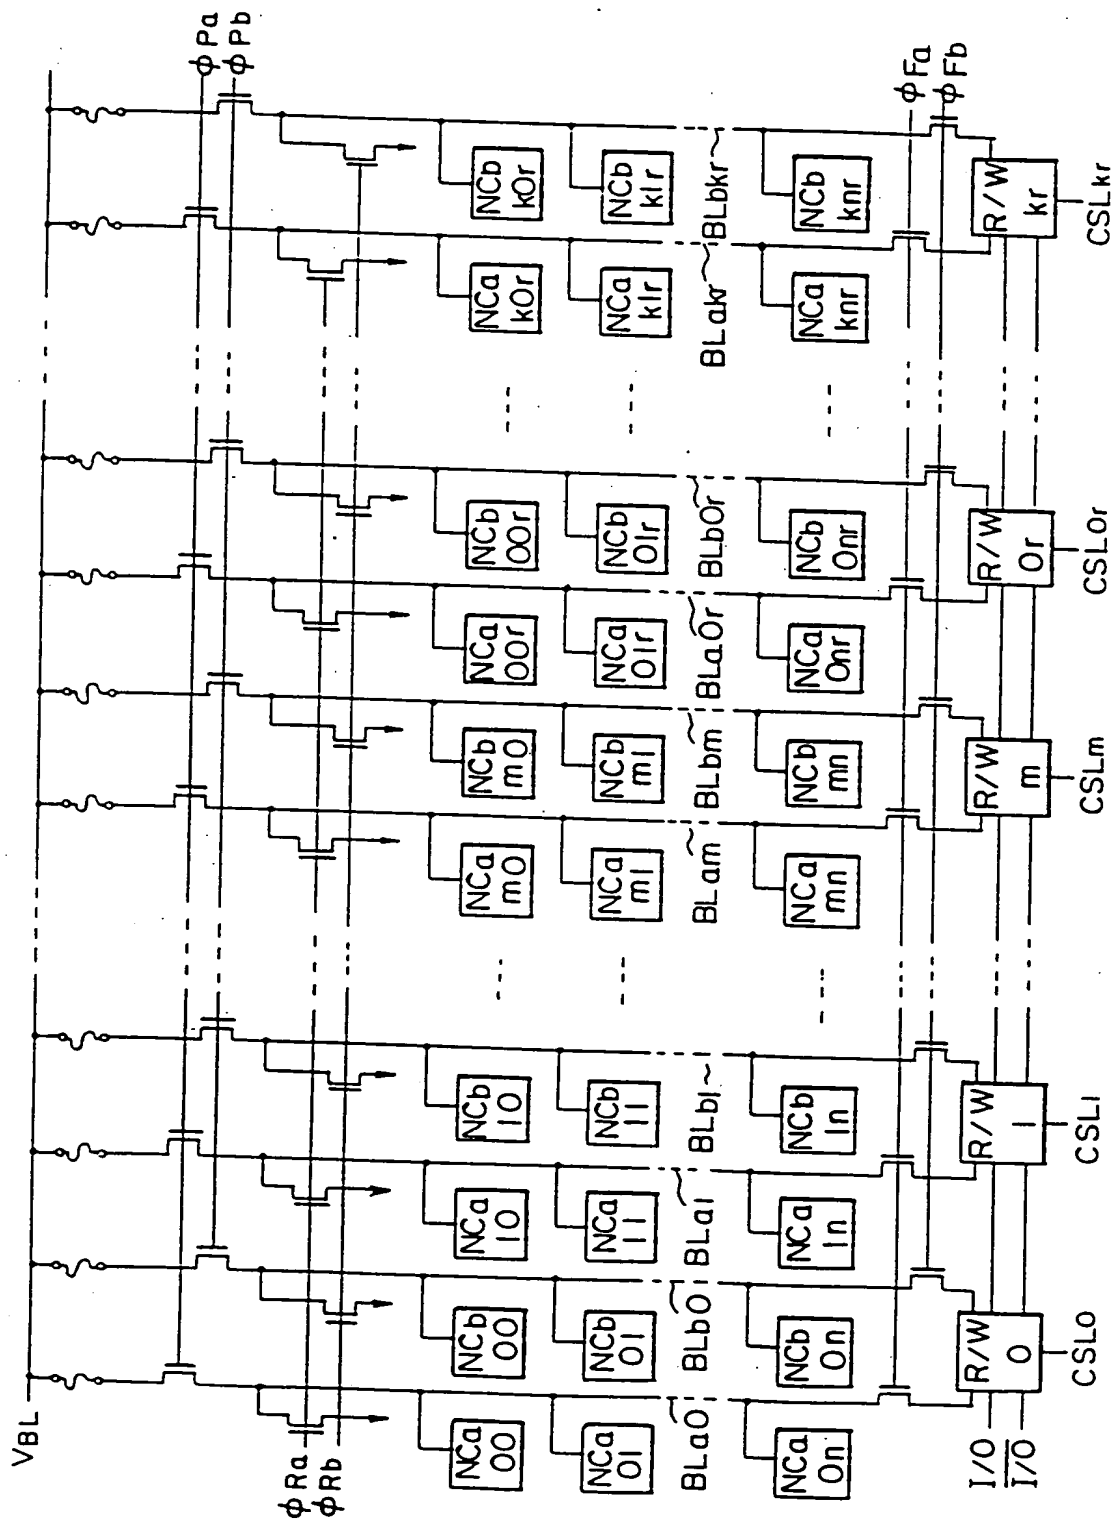 VBL
φPa
φPb
φRa
φRb
NCa
00
NCb
00
NCa
10
NCb
10
NCa
m0
NCb
m0
NCa
00r
NCb
00r
NCa
k0r
NCb
k0r
NCa
01
NCb
01
NCa
11
NCb
11
NCa
m1
NCb
m1
NCa
01r
NCb
01r
NCa
k1r
NCb
k1r
BLa0
BLb0
BLa1
BLb1
BLam
BLbm
BLa0r
BLb0r
BLakr
BLbkr
NCa
0n
NCb
0n
NCa
1n
NCb
1n
NCa
mn
NCb
mn
NCa
0nr
NCb
0nr
NCa
knr
NCb
knr
φFa
φFb
I/O
I/O
R/W
0
R/W
1
R/W
m
R/W
0r
R/W
kr
CSL0
CSL1
CSLm
CSL0r
CSLkr